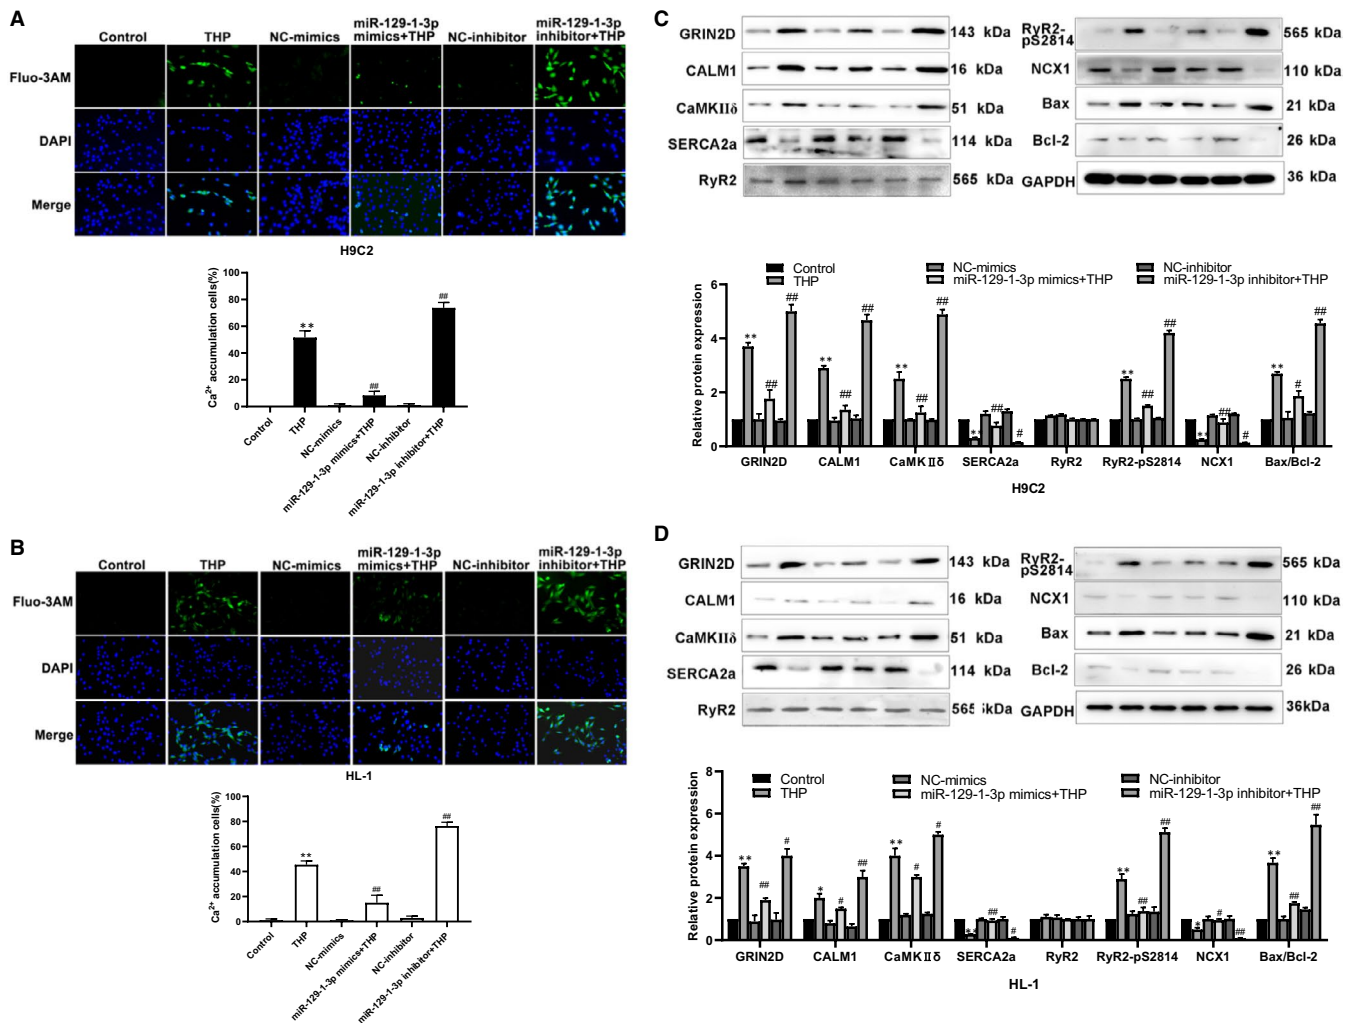 A
Control THP NC-mimics miR-129-1-3p mimics+THP NC-inhibitor miR-129-1-3p inhibitor+THP
Fluo-3AM
DAPI
Merge
H9C2
Ca2+ accumulation cells(%)
100
80
60
40
20
0
** ## ##
Control THP NC-mimics miR-129-1-3p mimics+THP NC-inhibitor miR-129-1-3p inhibitor+THP
B
Control THP NC-mimics miR-129-1-3p mimics+THP NC-inhibitor miR-129-1-3p inhibitor+THP
Fluo-3AM
DAPI
Merge
HL-1
Ca2+ accumulation cells(%)
100
80
60
40
20
0
** ## ##
Control THP NC-mimics miR-129-1-3p mimics+THP NC-inhibitor miR-129-1-3p inhibitor+THP
C
GRIN2D 143 kDa
CALM1 16 kDa
CaMKIIδ 51 kDa
SERCA2a 114 kDa
RyR2 565 kDa
RyR2-pS2814 565 kDa
NCX1 110 kDa
Bax 21 kDa
Bcl-2 26 kDa
GAPDH 36 kDa
Control NC-mimics NC-inhibitor
THP miR-129-1-3p mimics+THP miR-129-1-3p inhibitor+THP
Relative protein expression
6
4
2
0
** ## ## ** ## ## ** ## ## ** ## # ** ## ## ** ## # ** # ##
GRIN2D CALM1 CaMKⅡδ SERCA2a RyR2 RyR2-pS2814 NCX1 Bax/Bcl-2
H9C2
D
GRIN2D 143 kDa
CALM1 16 kDa
CaMKIIδ 51 kDa
SERCA2a 114 kDa
RyR2 565 kDa
RyR2-pS2814 565 kDa
NCX1 110 kDa
Bax 21 kDa
Bcl-2 26 kDa
GAPDH 36kDa
Control NC-mimics NC-inhibitor
THP miR-129-1-3p mimics+THP miR-129-1-3p inhibitor+THP
Relative protein expression
8
6
4
2
0
** ## # * # ## ** # # ** ## # ** ## ## * # ## ** ## ##
GRIN2D CALM1 CaMKⅡδ SERCA2a RyR2 RyR2-pS2814 NCX1 Bax/Bcl-2
HL-1